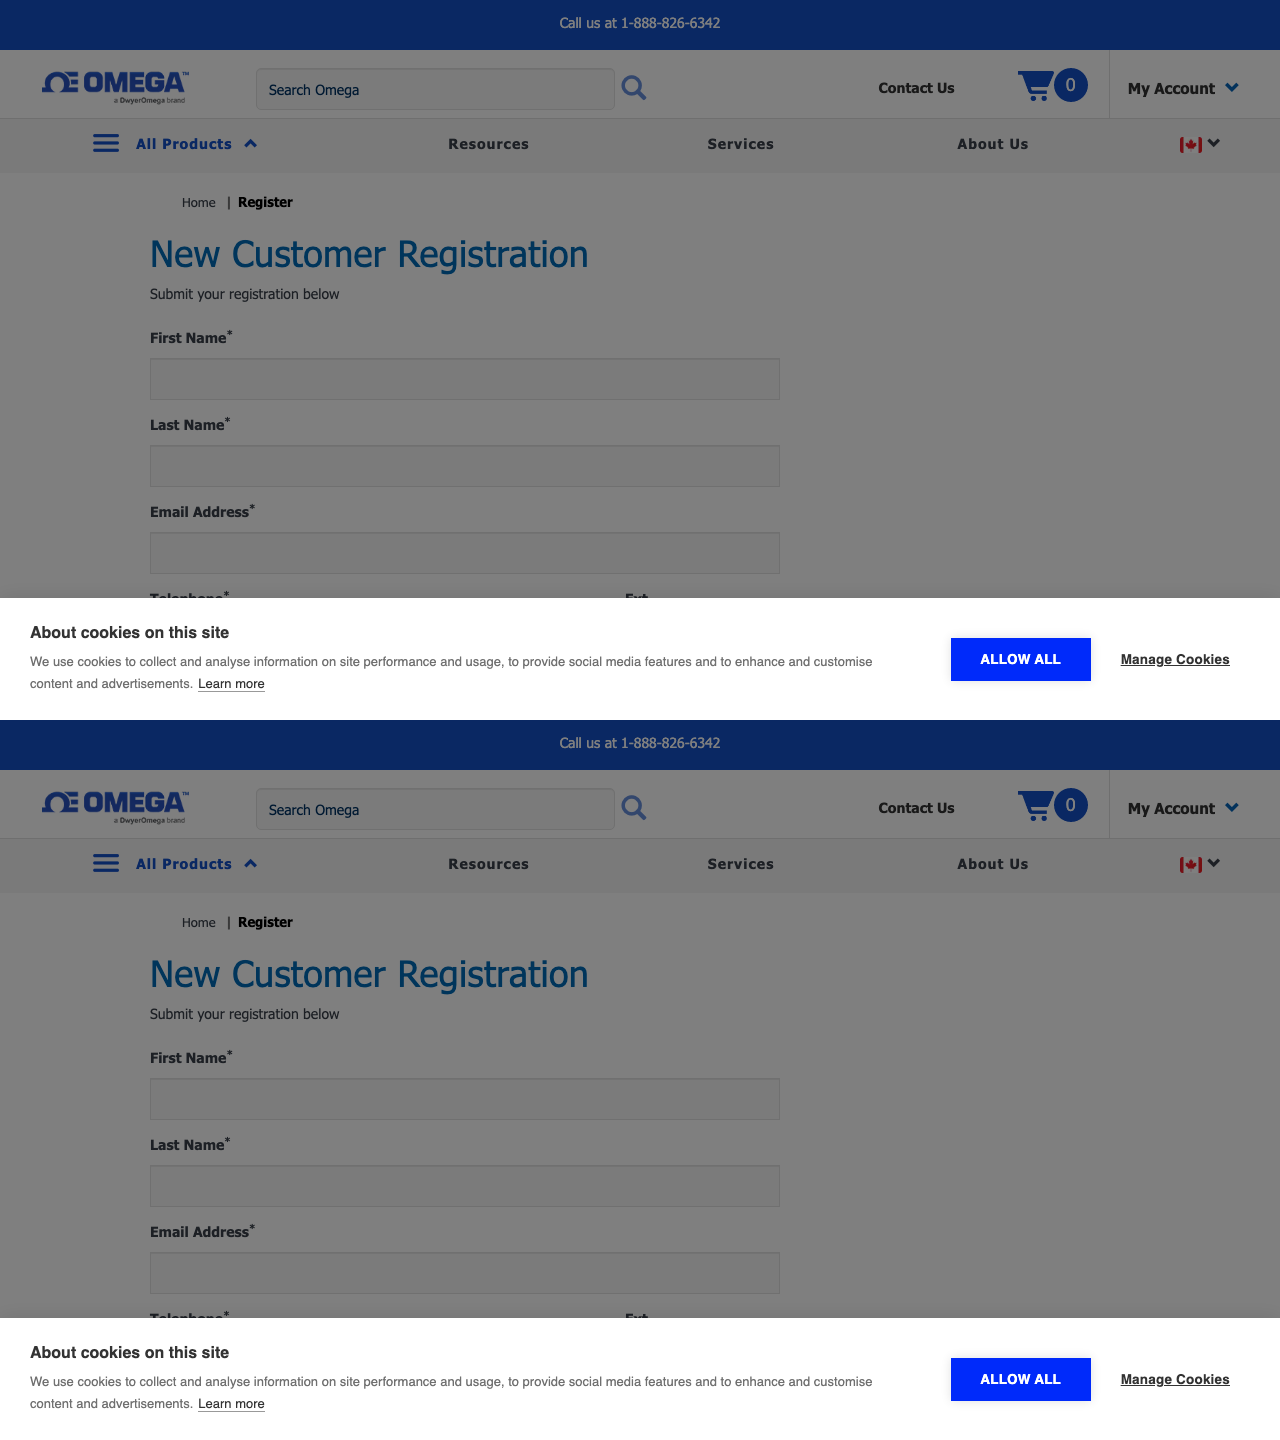 Call us at 1-888-826-6342
OMEGA™
a DwyerOmega brand
Search Omega
Contact Us
0
My Account
All Products
Resources
Services
About Us
Home | Register
New Customer Registration
Submit your registration below
First Name*
Last Name*
Email Address*
Telephone* Ext
About cookies on this site
We use cookies to collect and analyse information on site performance and usage, to provide social media features and to enhance and customise
content and advertisements. Learn more
ALLOW ALL
Manage Cookies
Call us at 1-888-826-6342
OMEGA™
a DwyerOmega brand
Search Omega
Contact Us
0
My Account
All Products
Resources
Services
About Us
Home | Register
New Customer Registration
Submit your registration below
First Name*
Last Name*
Email Address*
Telephone* Ext
About cookies on this site
We use cookies to collect and analyse information on site performance and usage, to provide social media features and to enhance and customise
content and advertisements. Learn more
ALLOW ALL
Manage Cookies